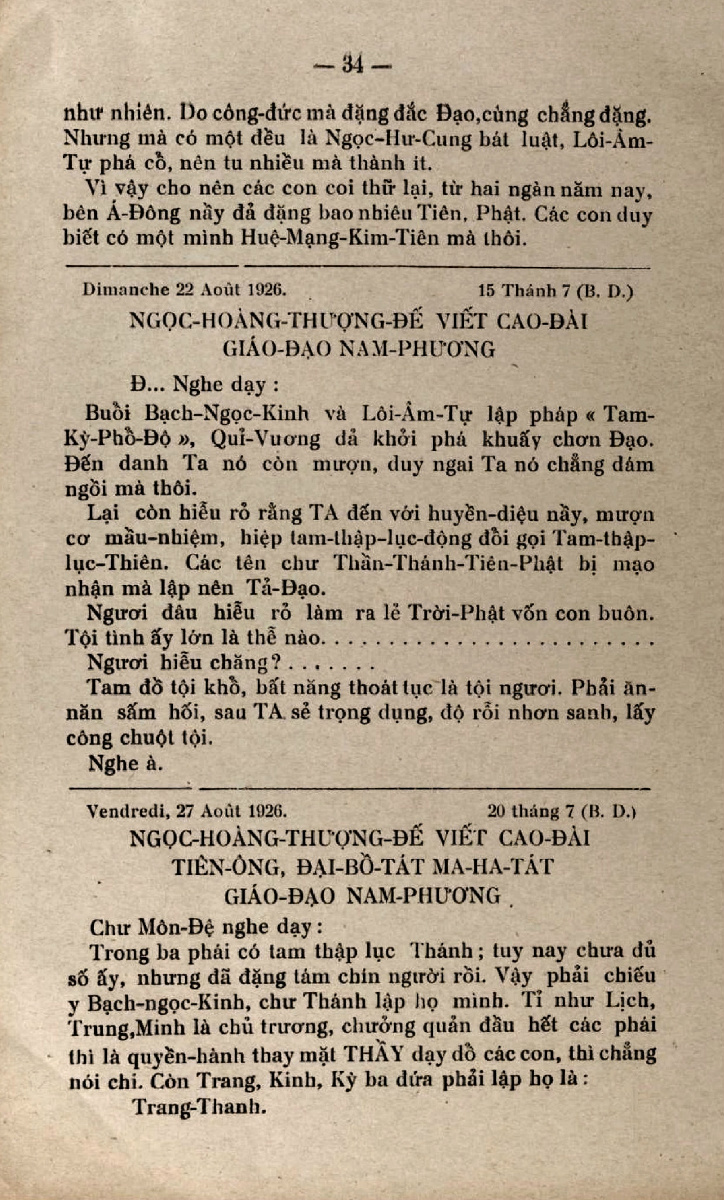 — 34 —
như nhiên. Do công-đức mà đặng đắc Đạo,cùng chẳng đặng.
Nhưng mà có một đều là Ngọc-Hư-Cung bát luật, Lôi-Âm-
Tự phá cổ, nên tu nhiều mà thành ít.
Vì vậy cho nên các con coi thử lại, từ hai ngàn năm nay,
bên Á-Đông nầy đả đặng bao nhiêu Tiên, Phật. Các con duy
biết có một mình Huệ-Mạng-Kim-Tiên mà thôi.
Dimanche 22 Août 1926. 15 Thánh 7 (B. D.)
NGỌC-HOÀNG-THƯỢNG-ĐẾ VIẾT CAO-ĐÀI
GIÁO-ĐẠO NAM-PHƯƠNG
Đ... Nghe dạy :
Buổi Bạch-Ngọc-Kinh và Lôi-Âm-Tự lập pháp « Tam-
Kỳ-Phổ-Độ », Quỉ-Vương đả khởi phá khuấy chơn Đạo.
Đến danh Ta nó còn mượn, duy ngai Ta nó chẳng dám
ngồi mà thôi.
Lại còn hiểu rỏ rằng TA đến với huyền-diệu nầy, mượn
cơ mầu-nhiệm, hiệp tam-thập-lục-động đổi gọi Tam-thập-
lục-Thiên. Các tên chư Thần-Thánh-Tiên-Phật bị mạo
nhận mà lập nên Tả-Đạo.
Ngươi đâu hiểu rỏ làm ra lẻ Trời-Phật vốn con buôn.
Tội tình ấy lớn là thể nào. . . . . . . . . . . . . . . . . . . . . . . .
Ngươi hiểu chăng ? . . . . . . .
Tam đồ tội khổ, bất năng thoát tục là tội ngươi. Phải ăn-
năn sấm hối, sau TA sẻ trọng dụng, độ rỗi nhơn sanh, lấy
công chuột tội.
Nghe à.
Vendredi, 27 Août 1926. 20 tháng 7 (B. D.)
NGỌC-HOÀNG-THƯỢNG-ĐẾ VIẾT CAO-ĐÀI
TIÊN-ÔNG, ĐẠI-BỒ-TÁT MA-HA-TÁT
GIÁO-ĐẠO NAM-PHƯƠNG
Chư Môn-Đệ nghe dạy :
Trong ba phái có tam thập lục Thánh ; tuy nay chưa đủ
số ấy, nhưng đã đặng tám chín người rồi. Vậy phải chiếu
y Bạch-ngọc-Kinh, chư Thánh lập họ mình. Tỉ như Lịch,
Trung,Minh là chủ trương, chưởng quản đầu hết các phái
thì là quyền-hành thay mặt THẦY dạy dỗ các con, thì chẳng
nói chi. Còn Trang, Kinh, Kỳ ba đứa phải lập họ là :
Trang-Thanh.